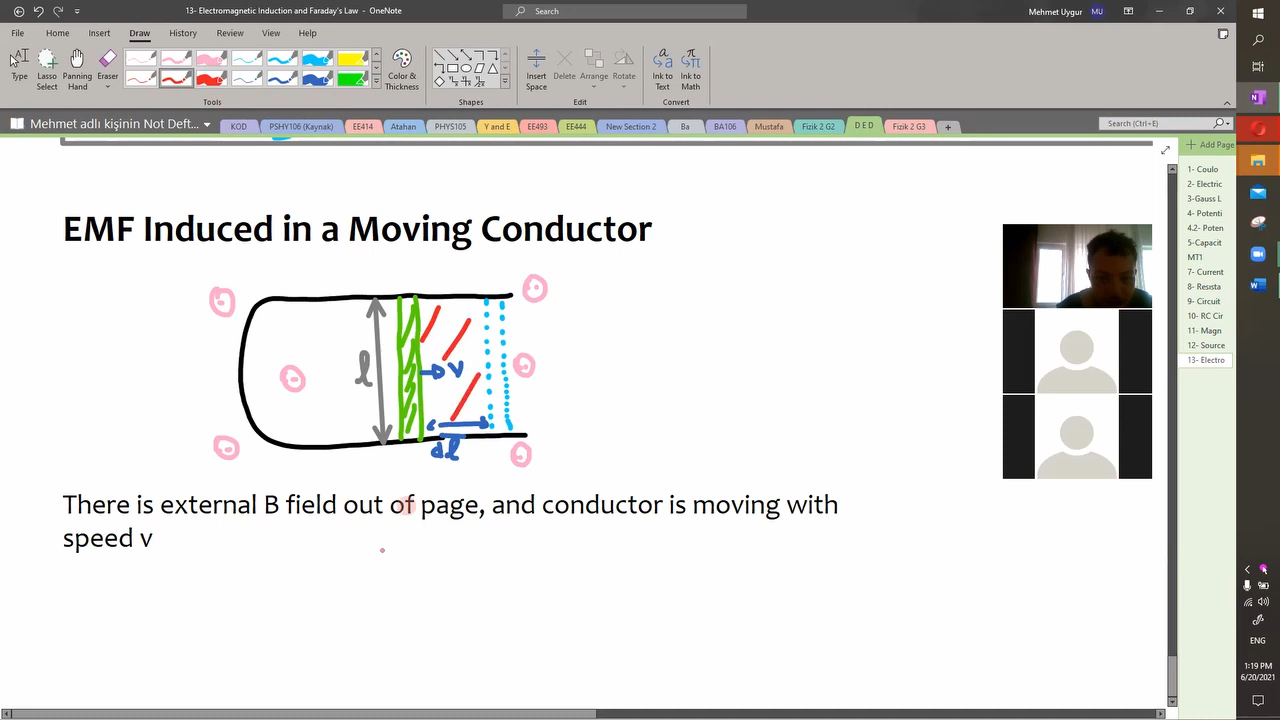 13- Electromagnetic Induction and Faraday's Law - OneNote
Search
Mehmet Uygur
MU
File Home Insert Draw History Review View Help
Type
Lasso Select
Panning Hand
Eraser
Color & Thickness
Insert Space
Delete
Arrange
Rotate
Ink to Text
Ink to Math
Tools
Shapes
Edit
Convert
Mehmet adlı kişinin Not Deft...
KOD
PSHY106 (Kaynak)
EE414
Atahan
PHYS105
Y and E
EE493
EE444
New Section 2
Ba
BA106
Mustafa
Fizik 2 G2
D E D
Fizik 2 G3
Search (Ctrl+E)
Add Page
1- Coulo
2- Electric
3-Gauss L
4- Potenti
4.2- Poten
5-Capacit
MT1
7- Current
8- Resista
9- Circuit
10- RC Cir
11- Magn
12- Source
13- Electro
EMF Induced in a Moving Conductor
l
v
Δl
There is external B field out of page, and conductor is moving with
speed v
ENG
1:19 PM
6/20/2021